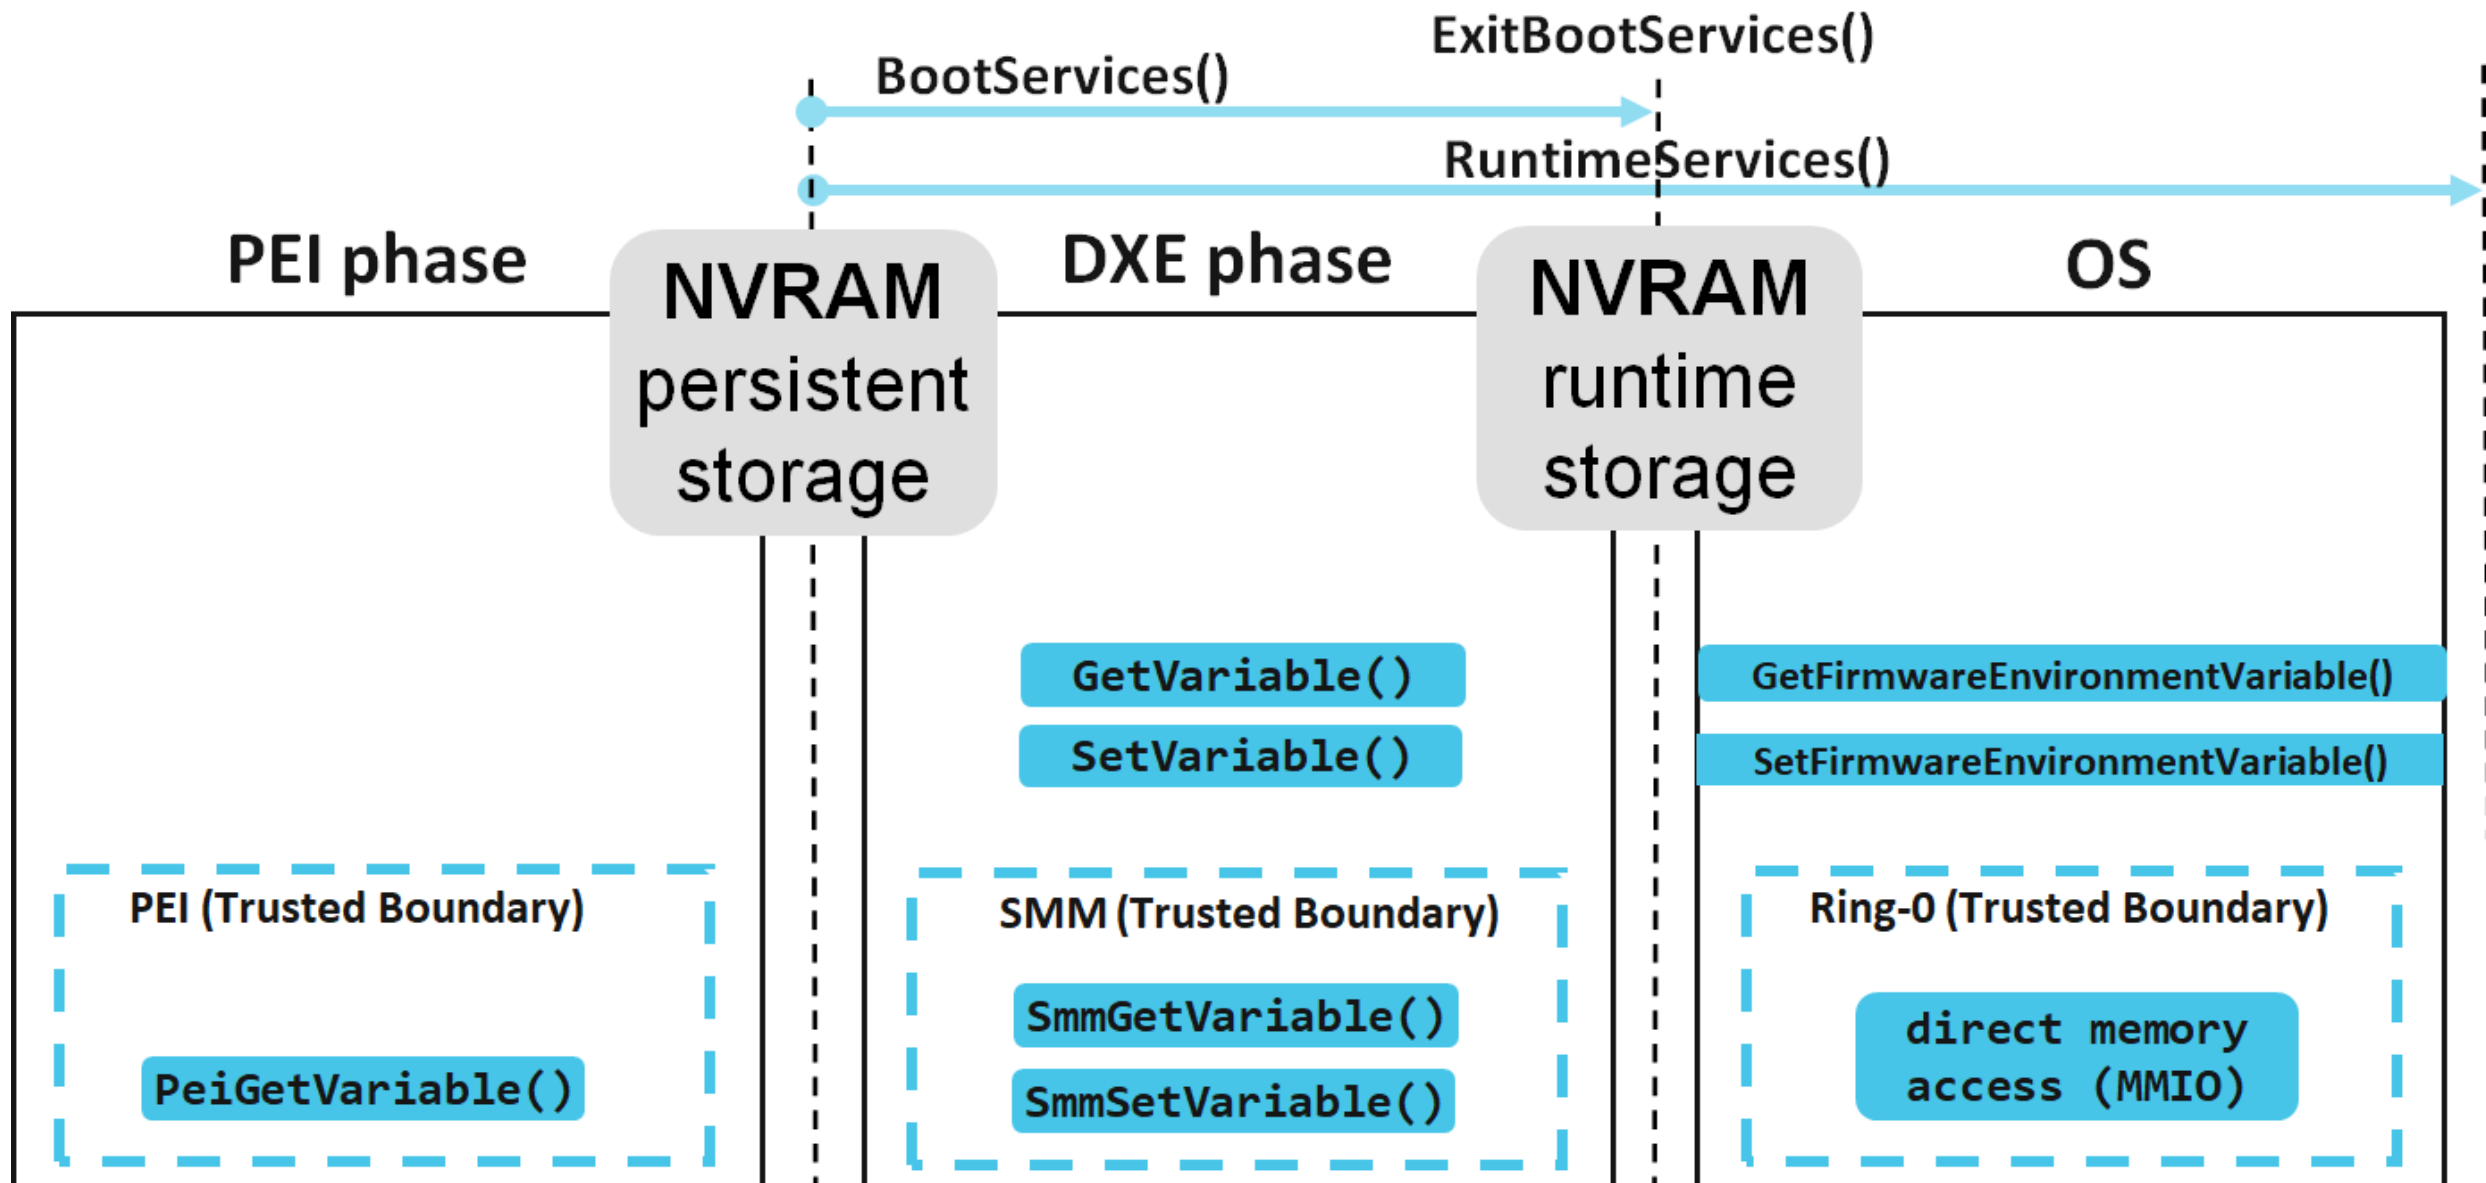 ExitBootServices()
BootServices()
RuntimeServices()
PEI phase
NVRAM
persistent
storage
DXE phase
NVRAM
runtime
storage
OS
GetVariable()
SetVariable()
GetFirmwareEnvironmentVariable()
SetFirmwareEnvironmentVariable()
PEI (Trusted Boundary)
PeiGetVariable()
SMM (Trusted Boundary)
SmmGetVariable()
SmmSetVariable()
Ring-0 (Trusted Boundary)
direct memory
access (MMIO)